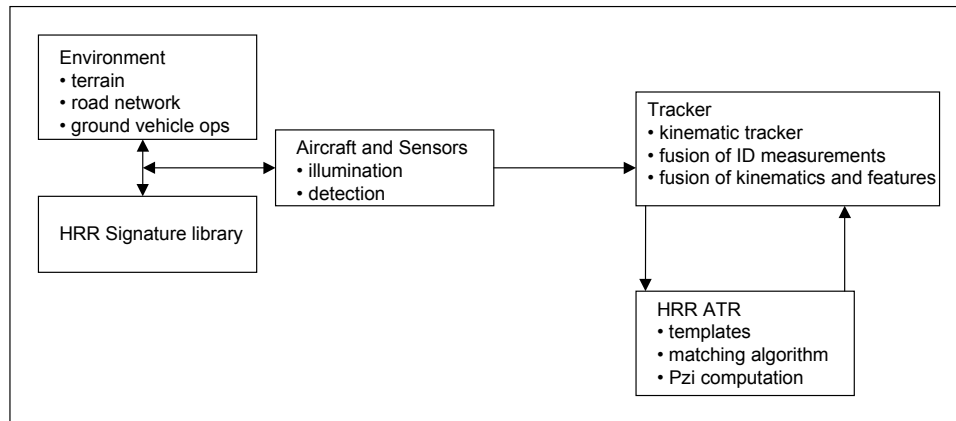 Environment
• terrain
• road network
• ground vehicle ops
HRR Signature library
Aircraft and Sensors
• illumination
• detection
Tracker
• kinematic tracker
• fusion of ID measurements
• fusion of kinematics and features
HRR ATR
• templates
• matching algorithm
• Pzi computation